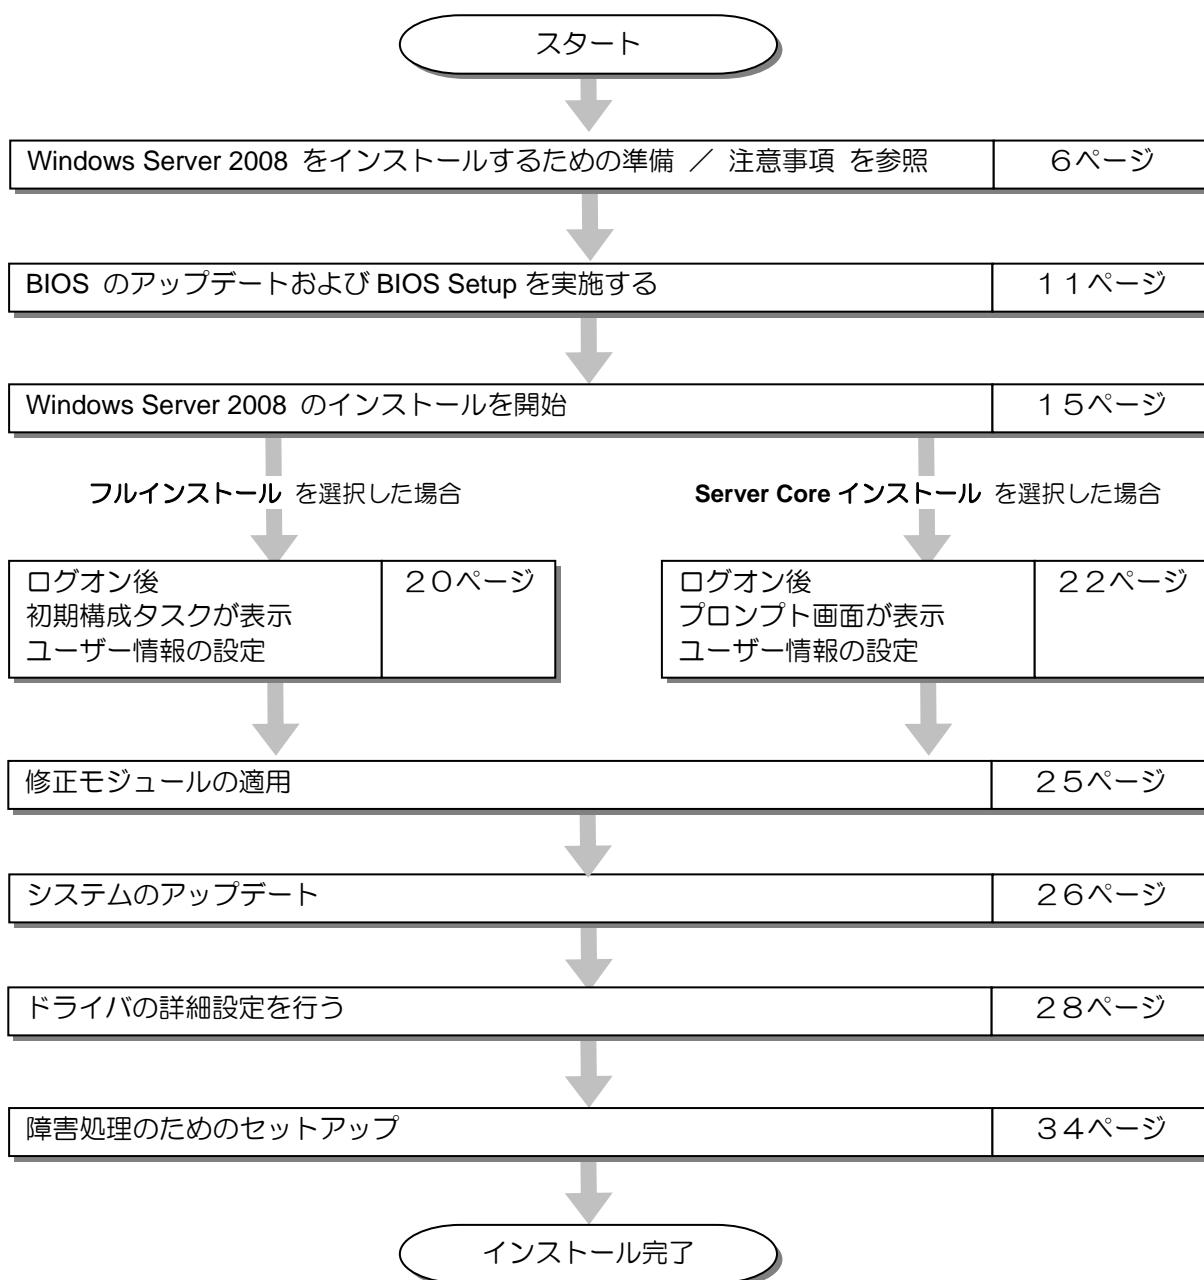 スタート
Windows Server 2008 をインストールするための準備 ／ 注意事項 を参照 ６ページ
BIOS のアップデートおよび BIOS Setup を実施する １１ページ
Windows Server 2008 のインストールを開始 １５ページ
フルインストール を選択した場合
Server Core インストール を選択した場合
ログオン後 ２０ページ
初期構成タスクが表示
ユーザー情報の設定
ログオン後 ２２ページ
プロンプト画面が表示
ユーザー情報の設定
修正モジュールの適用 ２５ページ
システムのアップデート ２６ページ
ドライバの詳細設定を行う ２８ページ
障害処理のためのセットアップ ３４ページ
インストール完了